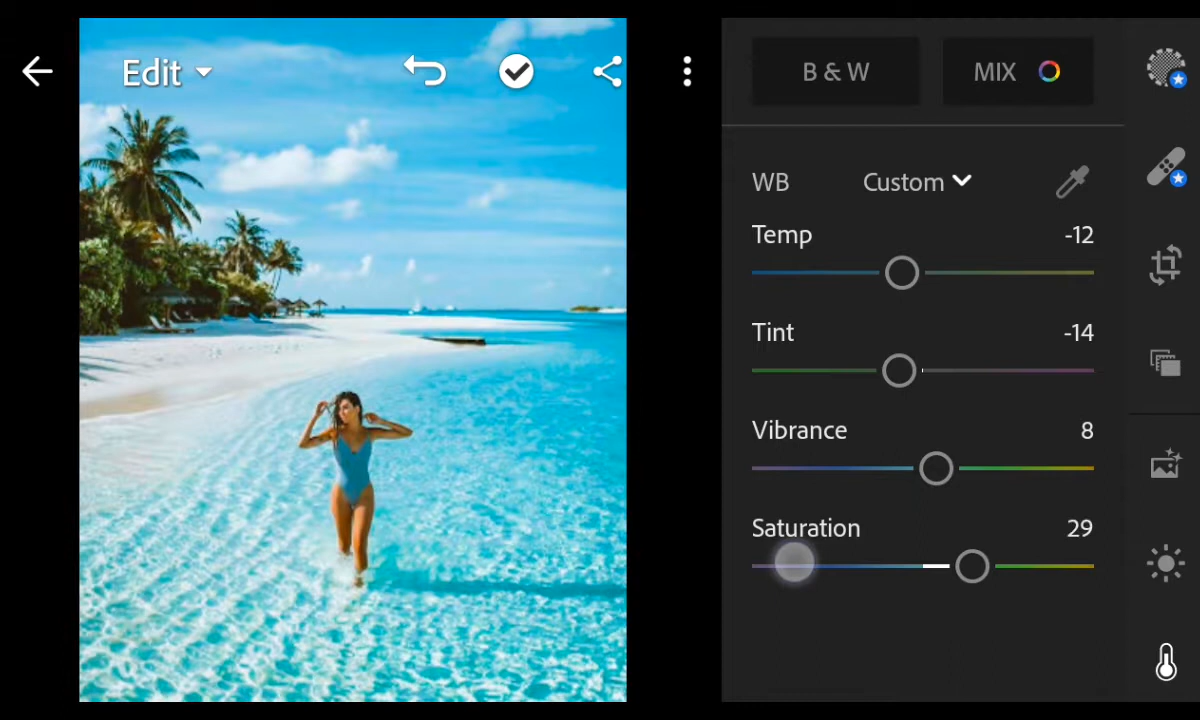 Edit
B & W
MIX
WB
Custom
Temp
-12
Tint
-14
Vibrance
8
Saturation
29